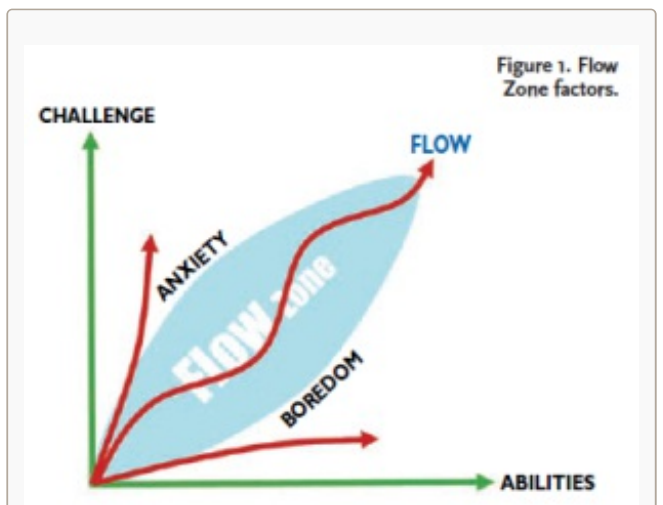 Figure 1. Flow
Zone factors.
CHALLENGE
FLOW
ANXIETY
Flow zone
BOREDOM
ABILITIES